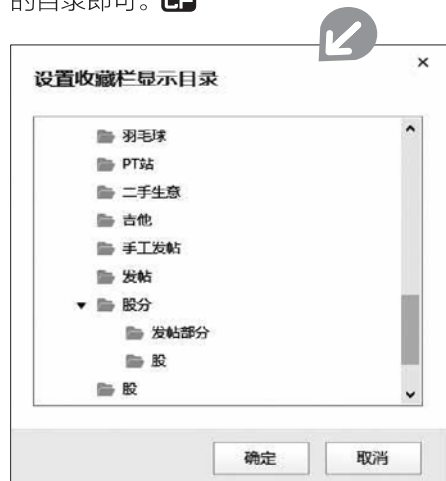 的目录即可。CF
设置收藏栏显示目录
羽毛球
PT站
二手生意
吉他
手工发帖
发帖
股分
发帖部分
股
股
确定
取消